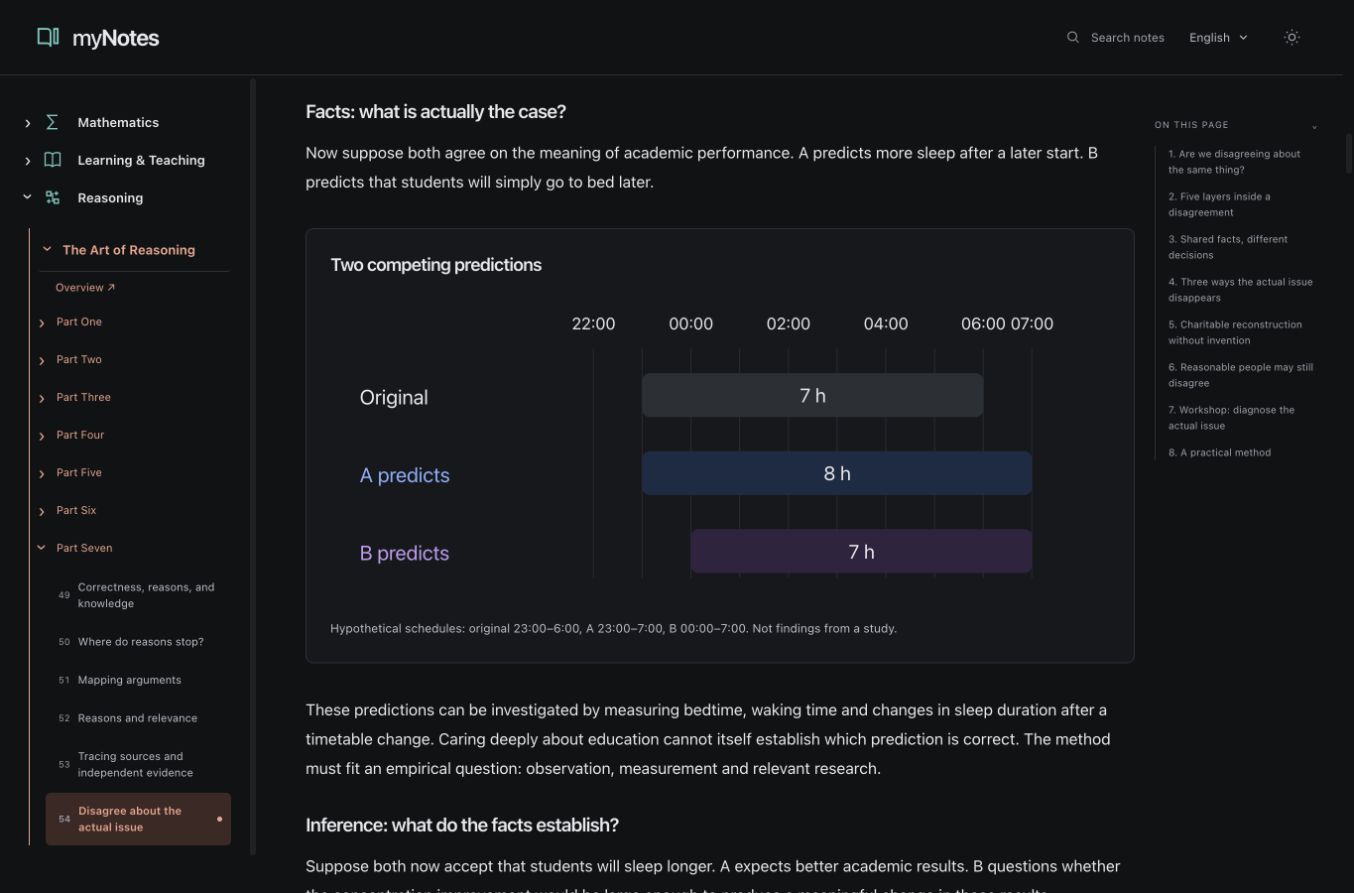 myNotes
Search notes
English
Mathematics
Learning & Teaching
Reasoning
The Art of Reasoning
Overview ↗
Part One
Part Two
Part Three
Part Four
Part Five
Part Six
Part Seven
49 Correctness, reasons, and
knowledge
50 Where do reasons stop?
51 Mapping arguments
52 Reasons and relevance
53 Tracing sources and
independent evidence
54 Disagree about the
actual issue
Facts: what is actually the case?
Now suppose both agree on the meaning of academic performance. A predicts more sleep after a later start. B
predicts that students will simply go to bed later.
Two competing predictions
22:00 00:00 02:00 04:00 06:00 07:00
Original 7 h
A predicts 8 h
B predicts 7 h
Hypothetical schedules: original 23:00–6:00, A 23:00–7:00, B 00:00–7:00. Not findings from a study.
These predictions can be investigated by measuring bedtime, waking time and changes in sleep duration after a
timetable change. Caring deeply about education cannot itself establish which prediction is correct. The method
must fit an empirical question: observation, measurement and relevant research.
Inference: what do the facts establish?
Suppose both now accept that students will sleep longer. A expects better academic results. B questions whether
ON THIS PAGE
1. Are we disagreeing about
the same thing?
2. Five layers inside a
disagreement
3. Shared facts, different
decisions
4. Three ways the actual issue
disappears
5. Charitable reconstruction
without invention
6. Reasonable people may still
disagree
7. Workshop: diagnose the
actual issue
8. A practical method